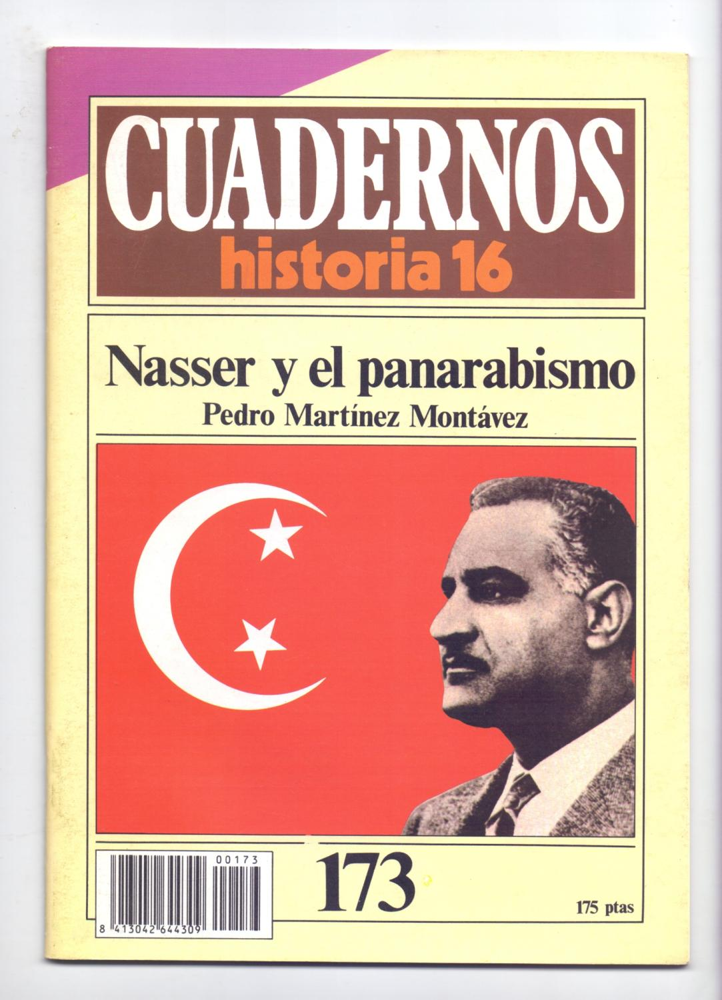 CUADERNOS
historia 16
Nasser y el panarabismo
Pedro Martínez Montávez
00173
8 413042 644309
173
175 ptas